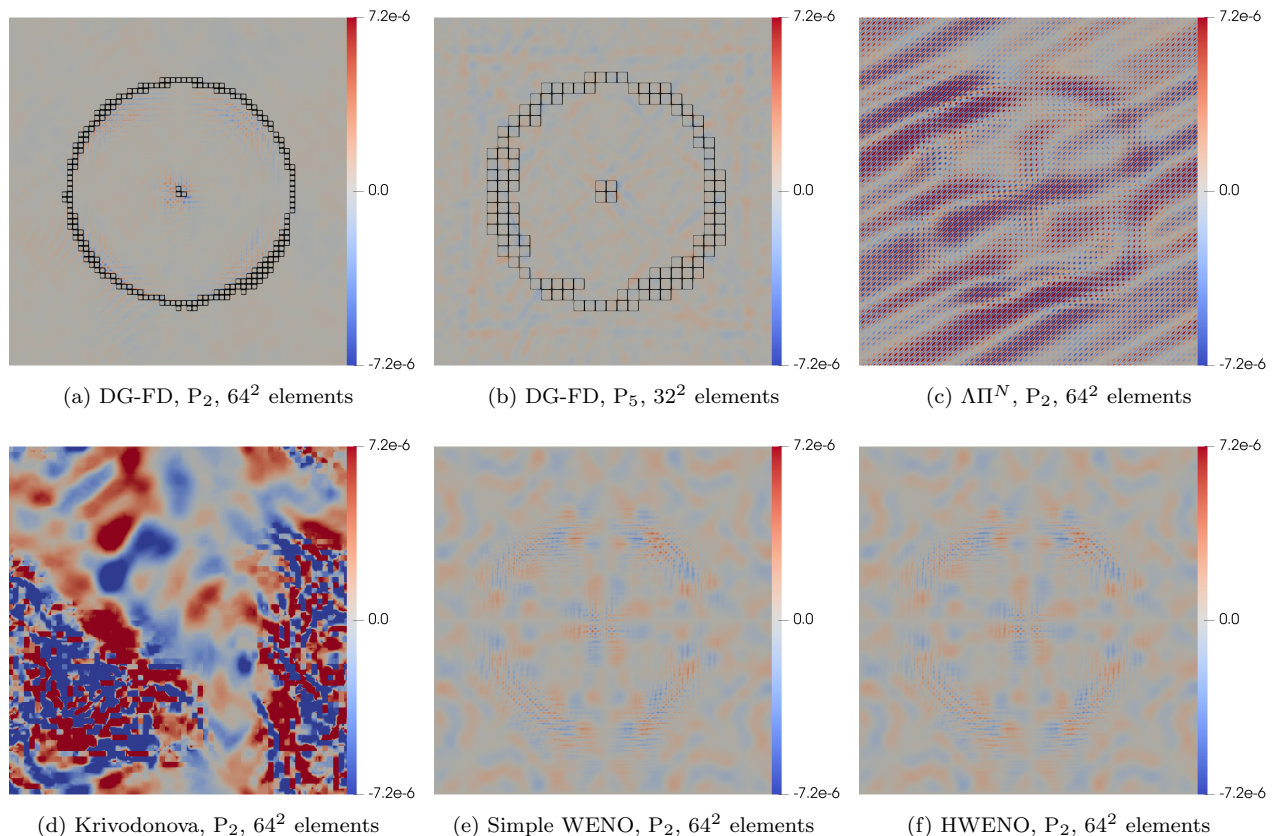 7.2e-6
0.0
-7.2e-6
(a) DG-FD, P₂, 64² elements
7.2e-6
0.0
-7.2e-6
(b) DG-FD, P₅, 32² elements
7.2e-6
0.0
-7.2e-6
(c) ΛΠᴺ, P₂, 64² elements
7.2e-6
0.0
-7.2e-6
(d) Krivodonova, P₂, 64² elements
7.2e-6
0.0
-7.2e-6
(e) Simple WENO, P₂, 64² elements
7.2e-6
0.0
-7.2e-6
(f) HWENO, P₂, 64² elements